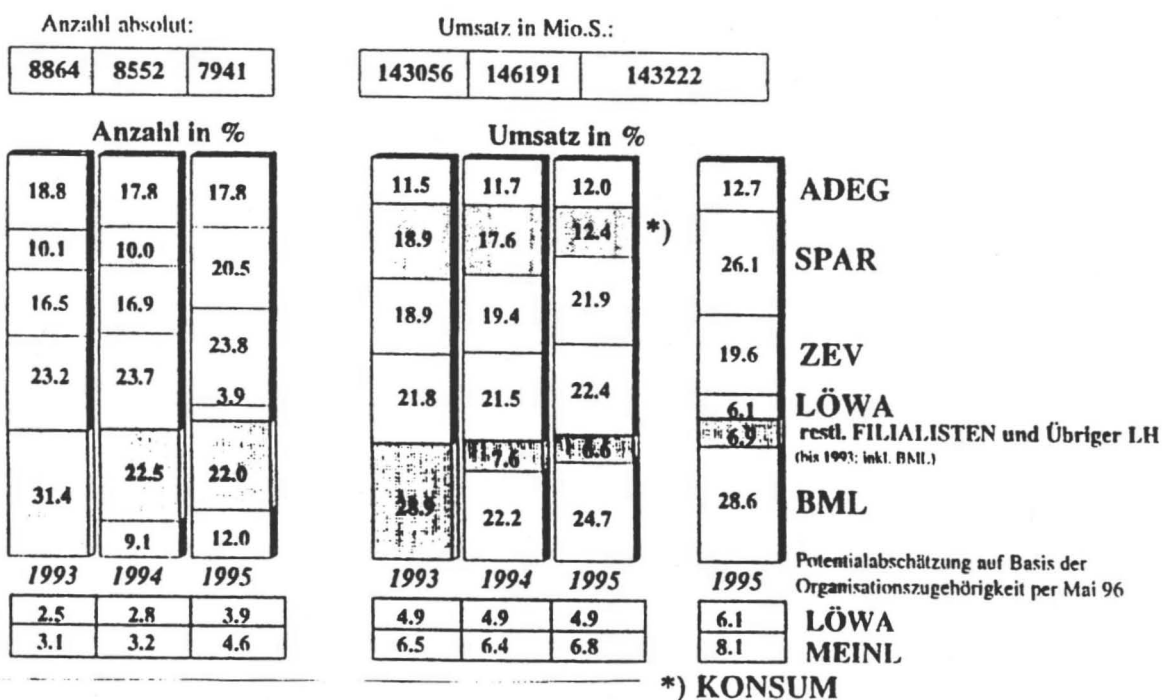 Anzahl absolut: Umsatz in Mio.S.:
8864 8552 7941 143056 146191 143222
Anzahl in % Umsatz in %
18.8 17.8 17.8 11.5 11.7 12.0 12.7 ADEG
10.1 10.0 20.5 18.9 17.6 12.4 *) 26.1 SPAR
16.5 16.9 23.8 18.9 19.4 21.9 19.6 ZEV
23.2 23.7 3.9 21.8 21.5 22.4 6.1 LÖWA
31.4 22.5 22.0 28.9 7.6 6.6 6.9 restl. FILIALISTEN und Übriger LH
(bis 1993: inkl. BML)
9.1 12.0 22.2 24.7 28.6 BML
Potentialabschätzung auf Basis der
1993 1994 1995 1993 1994 1995 1995 Organisationszugehörigkeit per Mai 96
2.5 2.8 3.9 4.9 4.9 4.9 6.1 LÖWA
3.1 3.2 4.6 6.5 6.4 6.8 8.1 MEINL
*) KONSUM